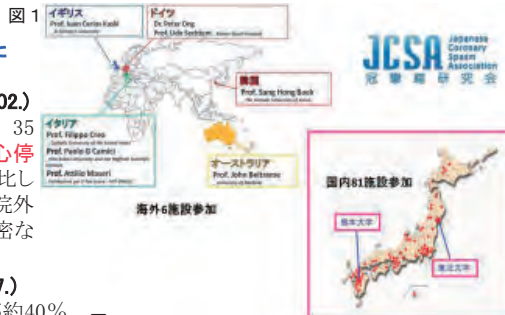 図 1
イギリス
Prof. Juan Carlos Kaski
ドイツ
Dr. Peter Ong
Prof. Udo Sechtem
韓国
Prof. Sang Hong Baek
イタリア
Prof. Filippo Crea
Prof. Paolo G Camici
Prof. Attilio Maseri
オーストラリア
Prof. John Beltrame
海外6施設参加
JCSA Japanese
Coronary
Spasm
Association
冠攣縮研究会
国内81施設参加
熊本大学
東北大学
02.)
35
心停
比し
院外
密な
7.)
約40%